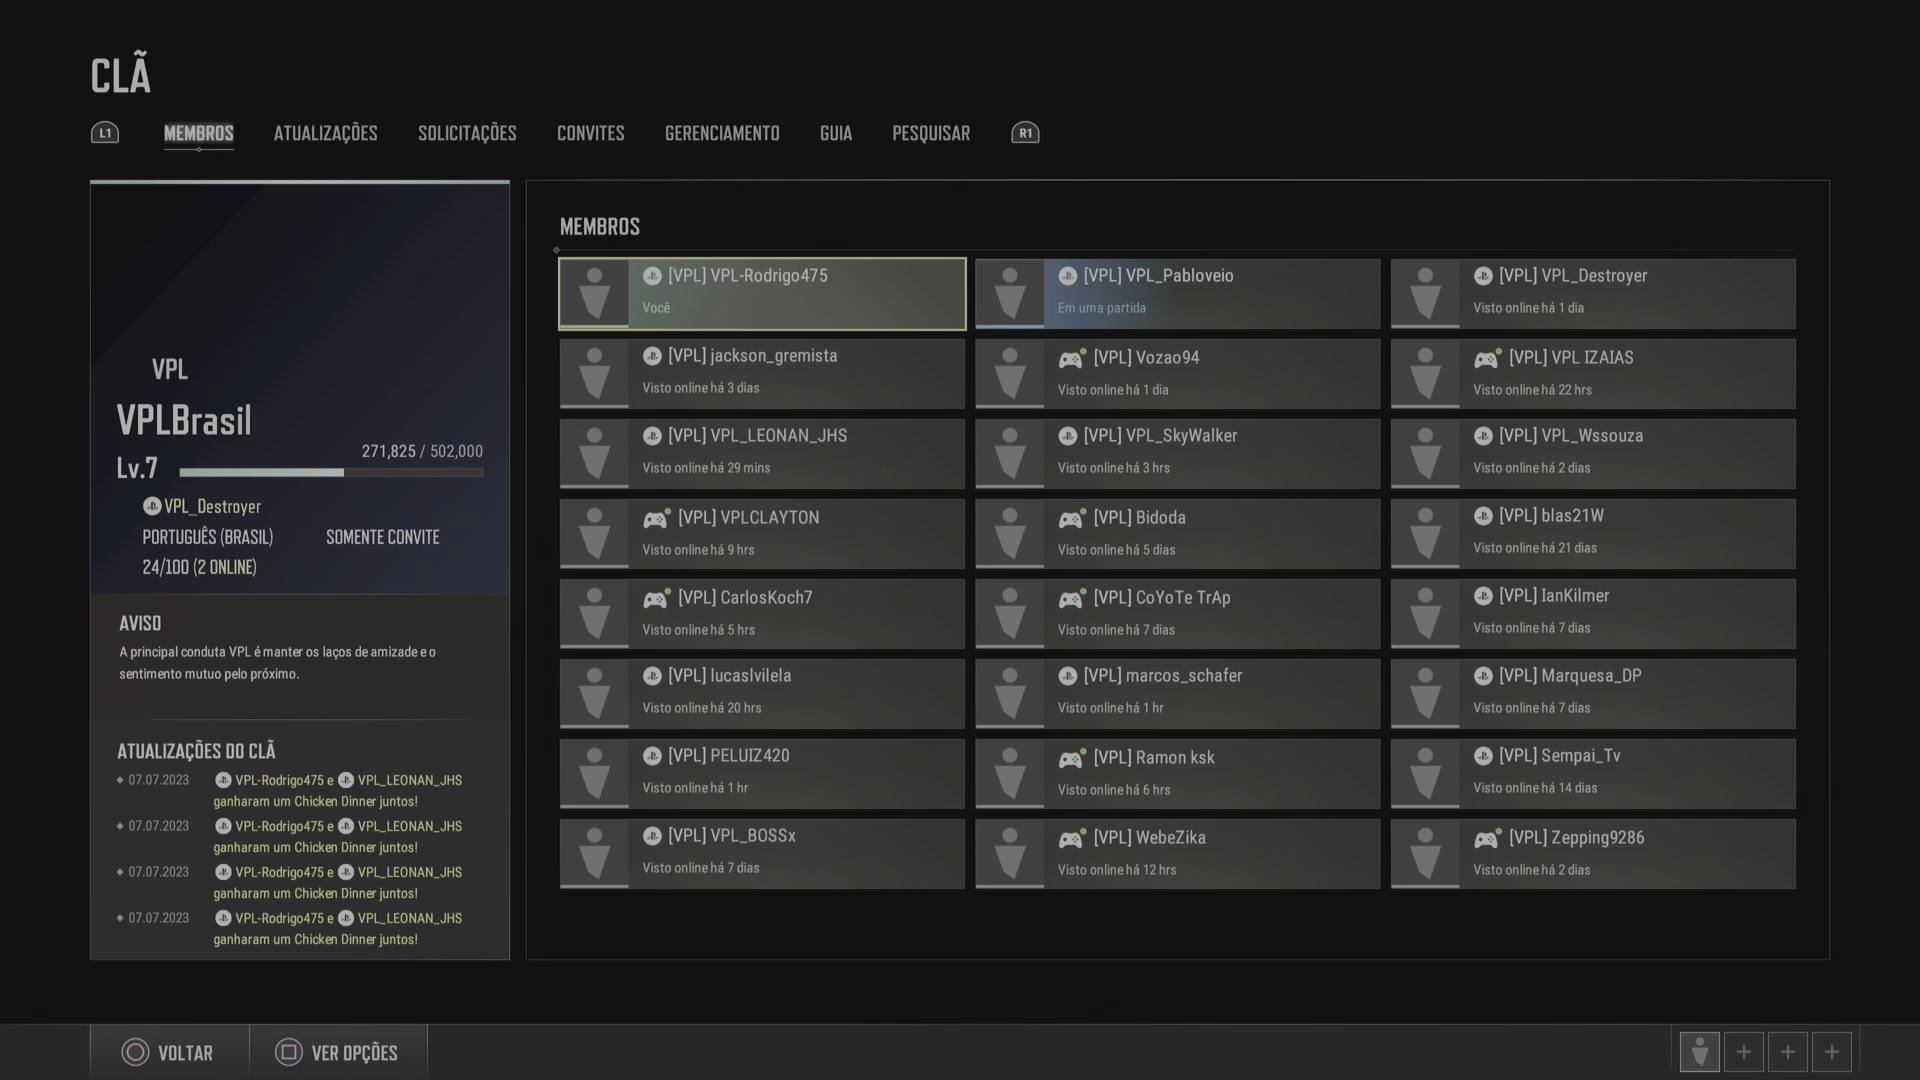 CLÃ
L1 MEMBROS ATUALIZAÇÕES SOLICITAÇÕES CONVITES GERENCIAMENTO GUIA PESQUISAR R1
VPL
VPLBrasil
271,825 / 502,000
Lv.7
VPL_Destroyer
PORTUGUÊS (BRASIL) SOMENTE CONVITE
24/100 (2 ONLINE)
AVISO
A principal conduta VPL é manter os laços de amizade e o
sentimento mutuo pelo próximo.
ATUALIZAÇÕES DO CLÃ
07.07.2023 VPL-Rodrigo475 e VPL_LEONAN_JHS
ganharam um Chicken Dinner juntos!
07.07.2023 VPL-Rodrigo475 e VPL_LEONAN_JHS
ganharam um Chicken Dinner juntos!
07.07.2023 VPL-Rodrigo475 e VPL_LEONAN_JHS
ganharam um Chicken Dinner juntos!
07.07.2023 VPL-Rodrigo475 e VPL_LEONAN_JHS
ganharam um Chicken Dinner juntos!
MEMBROS
[VPL] VPL-Rodrigo475
Você
[VPL] VPL_Pabloveio
Em uma partida
[VPL] VPL_Destroyer
Visto online há 1 dia
[VPL] jackson_gremista
Visto online há 3 dias
[VPL] Vozao94
Visto online há 1 dia
[VPL] VPL IZAIAS
Visto online há 22 hrs
[VPL] VPL_LEONAN_JHS
Visto online há 29 mins
[VPL] VPL_SkyWalker
Visto online há 3 hrs
[VPL] VPL_Wssouza
Visto online há 2 dias
[VPL] VPLCLAYTON
Visto online há 9 hrs
[VPL] Bidoda
Visto online há 5 dias
[VPL] blas21W
Visto online há 21 dias
[VPL] CarlosKoch7
Visto online há 5 hrs
[VPL] CoYoTe TrAp
Visto online há 7 dias
[VPL] IanKilmer
Visto online há 7 dias
[VPL] lucaslvilela
Visto online há 20 hrs
[VPL] marcos_schafer
Visto online há 1 hr
[VPL] Marquesa_DP
Visto online há 7 dias
[VPL] PELUIZ420
Visto online há 1 hr
[VPL] Ramon ksk
Visto online há 6 hrs
[VPL] Sempai_Tv
Visto online há 14 dias
[VPL] VPL_BOSSx
Visto online há 7 dias
[VPL] WebeZika
Visto online há 12 hrs
[VPL] Zepping9286
Visto online há 2 dias
VOLTAR VER OPÇÕES